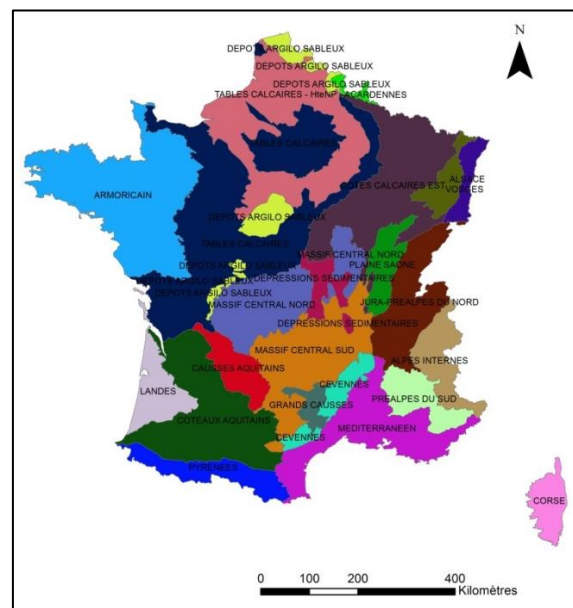 N
DEPOTS ARGILO SABLEUX
DEPOTS ARGILO SABLEUX
DEPOTS ARGILO SABLEUX
TABLES CALCAIRES - HteNP - ACARDENNES
TABLES CALCAIRES
COTES CALCAIRES EST
ALSACE
VOSGES
ARMORICAIN
DEPOTS ARGILO SABLEUX
TABLES CALCAIRES
MASSIF CENTRAL NORD
PLAINE SAONE
DEPOTS ARGILO SABLEUX
DEPRESSIONS SEDIMENTAIRES
DEPOTS ARGILO SABLEUX
DEPOTS ARGILO SABLEUX
MASSIF CENTRAL NORD
JURA-PREALPES DU NORD
DEPRESSIONS SEDIMENTAIRES
MASSIF CENTRAL SUD
ALPES INTERNES
CAUSSES AQUITAINS
LANDES
CEVENNES
PREALPES DU SUD
GRANDS CAUSSES
COTEAUX AQUITAINS
MEDITERRANEEN
CEVENNES
PYRENEES
CORSE
0 100 200 400
Kilomètres